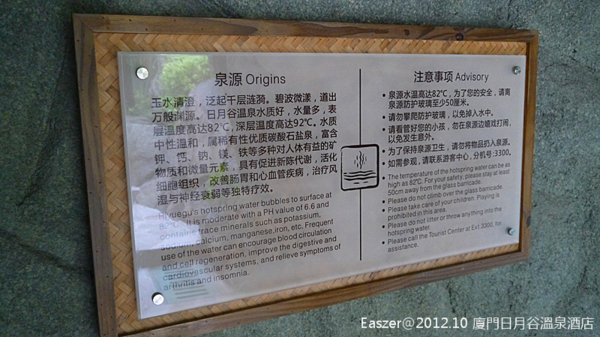 泉源 Origins
玉水清澄，泛起千层涟漪。碧波微漾，道出
万般渊源。日月谷温泉水质好，水量多，表
层温度高达82℃，深层温度高达92℃。水质
中性温和，属稀有性优质碳酸石盐泉，富含
钾、钙、钠、镁、铁等多种对人体有益的矿
物质和微量元素，具有促进新陈代谢，活化
细胞组织，改善肠胃和心血管疾病，治疗风
湿与神经衰弱等独特疗效。
hotspring water bubbles to surface at
is moderate with a PH value of 6.6 and
contains trace minerals such as potassium,
calcium, manganese, iron, etc. Frequent
use of the water can encourage blood circulation
and cell regeneration, improve the digestive and
cardiovascular systems, and relieve symptoms of
arthritis and insomnia.
注意事项 Advisory
• 泉源水温高达82℃，为了您的安全，请离
泉源防护玻璃至少50厘米。
• 请勿攀爬防护玻璃，以免掉入水中。
• 请看管好您的小孩，勿在泉源边嬉戏打闹，
以免发生意外。
• 为了保持泉源卫生，请勿将物品扔入泉源。
• 如需参观，请联系游客中心，分机号：3300。
• The temperature of the hotspring water can be as
high as 82℃. For your safety, please stay at least
50cm away from the glass barricade.
• Please do not climb over the glass barricade.
• Please take care of your children. Playing is
prohibited in this area.
• Please do not litter or throw anything into the
hotspring water.
• Please call the Tourist Center at Ext.3300, for
assistance.
Easzer@2012.10 廈門日月谷溫泉酒店